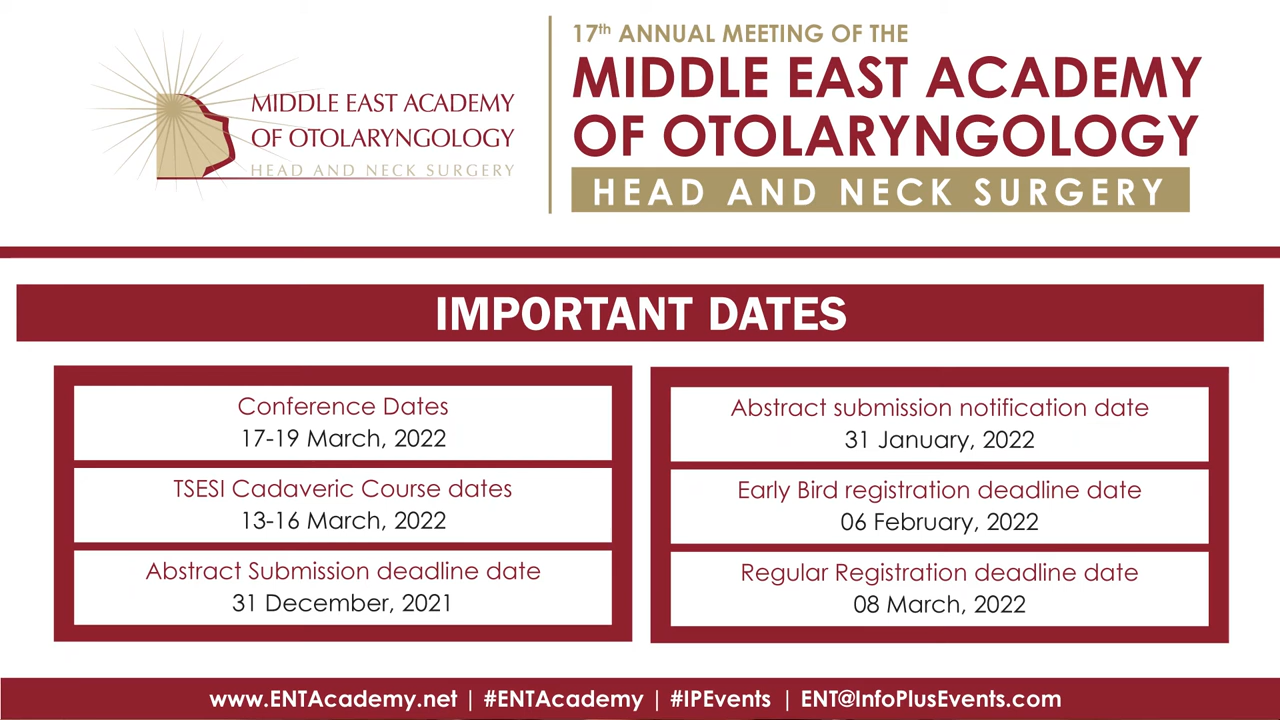 MIDDLE EAST ACADEMY
OF OTOLARYNGOLOGY
HEAD AND NECK SURGERY
17th ANNUAL MEETING OF THE
MIDDLE EAST ACADEMY
OF OTOLARYNGOLOGY
HEAD AND NECK SURGERY
IMPORTANT DATES
Conference Dates
17-19 March, 2022
TSESI Cadaveric Course dates
13-16 March, 2022
Abstract Submission deadline date
31 December, 2021
Abstract submission notification date
31 January, 2022
Early Bird registration deadline date
06 February, 2022
Regular Registration deadline date
08 March, 2022
www.ENTAcademy.net | #ENTAcademy | #IPEvents | ENT@InfoPlusEvents.com